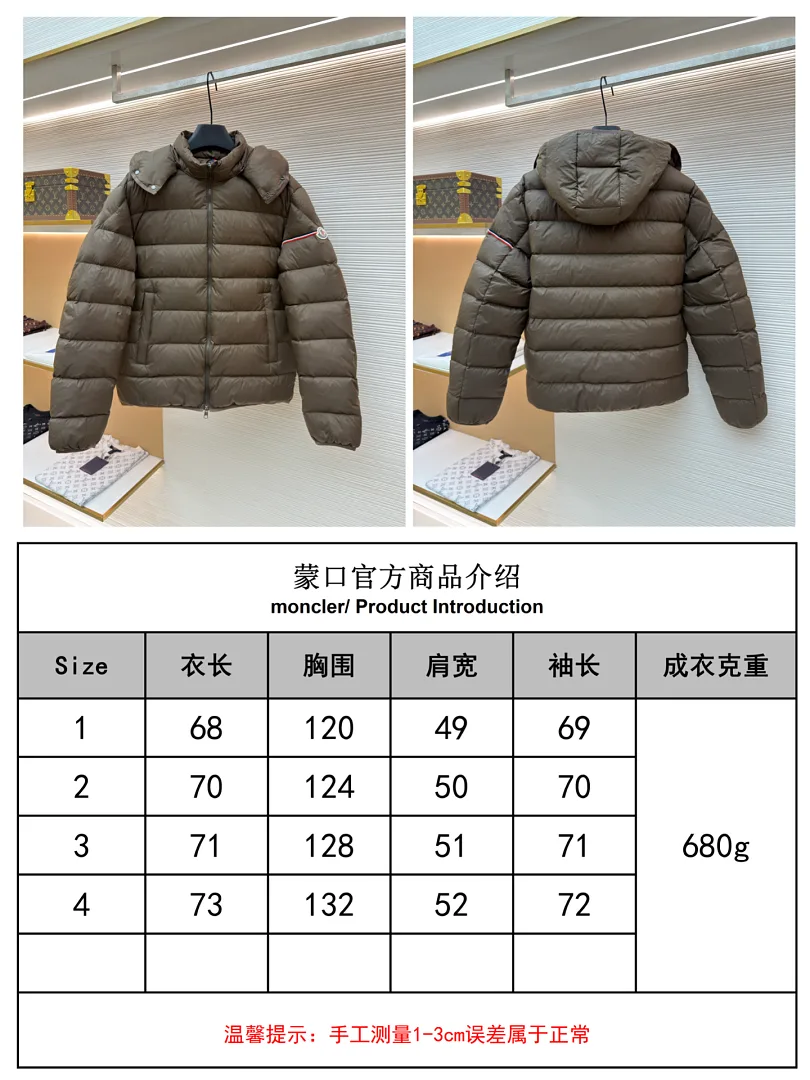 蒙口官方商品介绍
moncler/ Product Introduction
Size 衣长 胸围 肩宽 袖长 成衣克重
1 68 120 49 69
2 70 124 50 70
3 71 128 51 71
4 73 132 52 72
680g
温馨提示：手工测量1-3cm误差属于正常